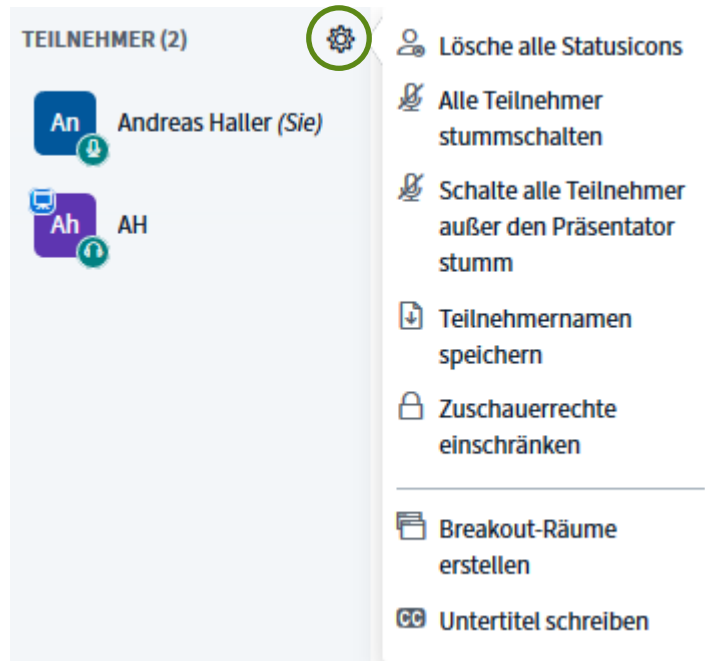 TEILNEHMER (2)
An
Andreas Haller (Sie)
Ah
AH
Lösche alle Statusicons
Alle Teilnehmer
stummschalten
Schalte alle Teilnehmer
außer den Präsentator
stumm
Teilnehmernamen
speichern
Zuschauerrechte
einschränken
Breakout-Räume
erstellen
CC
Untertitel schreiben